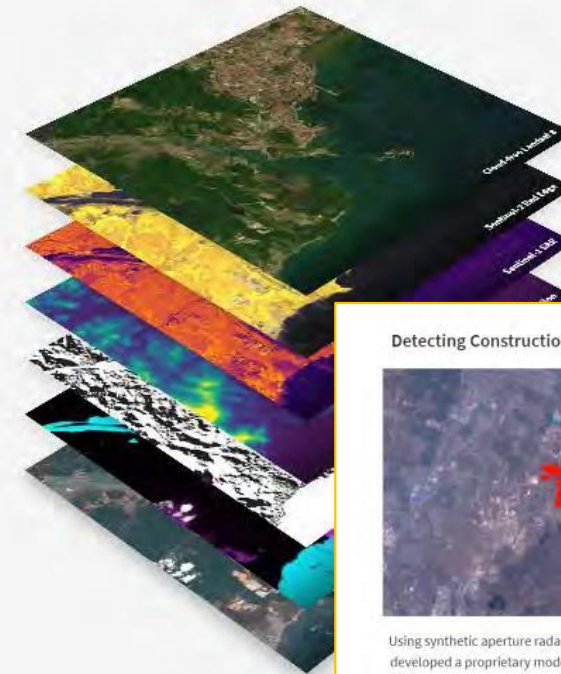 Cloud-free Landsat 8
Sentinel-2 Red Edge
Sentinel-1 SAR
Detecting Constructio
Using synthetic aperture rada
developed a proprietary mode